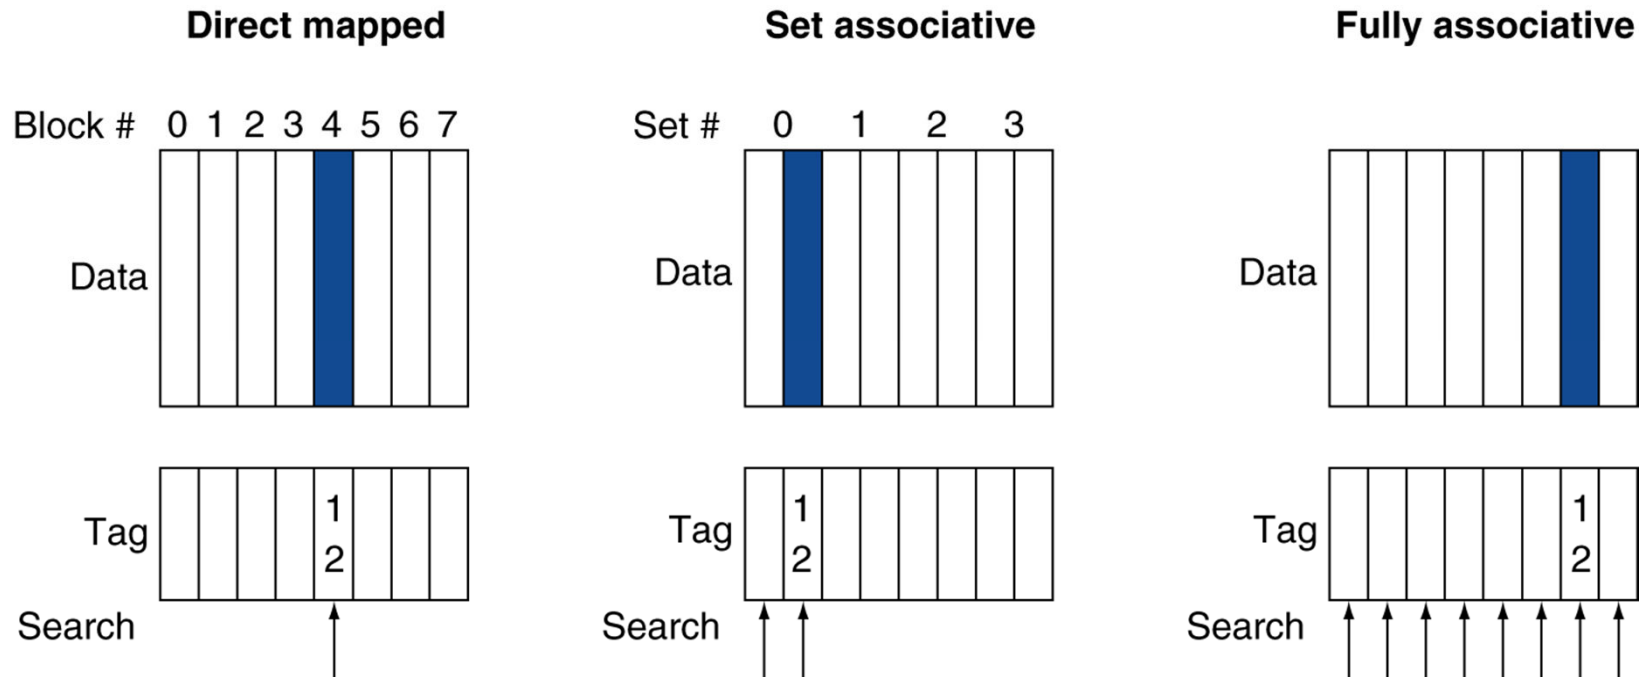 Direct mapped
Block # 0 1 2 3 4 5 6 7
Data
Tag
1
2
Search
Set associative
Set # 0 1 2 3
Data
Tag
1
2
Search
Fully associative
Data
Tag
1
2
Search